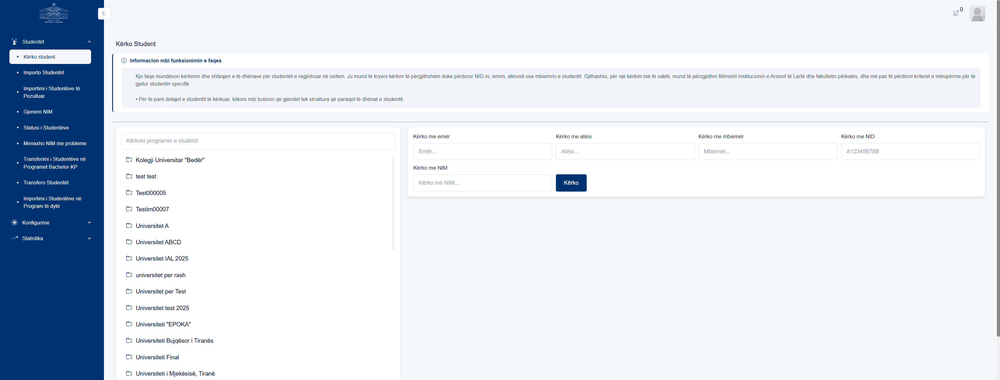 MINISTRIA E ARSIMIT
0
Studentët
• Kërko student
• Importo Studentët
• Importimi i Studentëve të
Pezulluar
• Gjenero NIM
• Statusi i Studentëve
• Menaxho NIM me probleme
• Transferimi i Studentëve në
Programet Bachelor-KP
• Transfero Studentët
• Importimi i Studentëve në
Program të dytë
Konfigurime
Statistika
Kërko Student
Informacion mbi funksionimin e faqes
Kjo faqe mundëson kërkimin dhe shfaqjen e të dhënave për studentët e regjistruar në sistem. Ju mund të kryeni kërkim të përgjithshëm duke përdorur NID-in, emrin, atësinë ose mbiemrin e studentit. Gjithashtu, për një kërkim më të saktë, mund të përzgjidhni fillimisht Institucionin e Arsimit të Lartë dhe fakultetin përkatës, dhe më pas të përdorni kriteret e mësipërme për të
gjetur studentin specifik.
• Për të parë detajet e studentit të kërkuar, klikoni mbi butonin që gjendet tek struktura që paraqet të dhënat e studentit.
Kërkoni programin e studimit
Kolegji Universitar "Bedër"
test test
Test000005
Testim00007
Universitet A
Universitet ABCD
Universitet IAL 2025
universitet per rash
Universitet per Test
Universitet test 2025
Universiteti "EPOKA"
Universiteti Bujqësor i Tiranës
Universiteti Final
Universiteti i Mjekësisë, Tiranë
Kërko me emër
Emër...
Kërko me atësi
Atësi...
Kërko me mbiemër
Mbiemër...
Kërko me NID
A12345678B
Kërko me NIM
Kërko me NIM...
Kërko